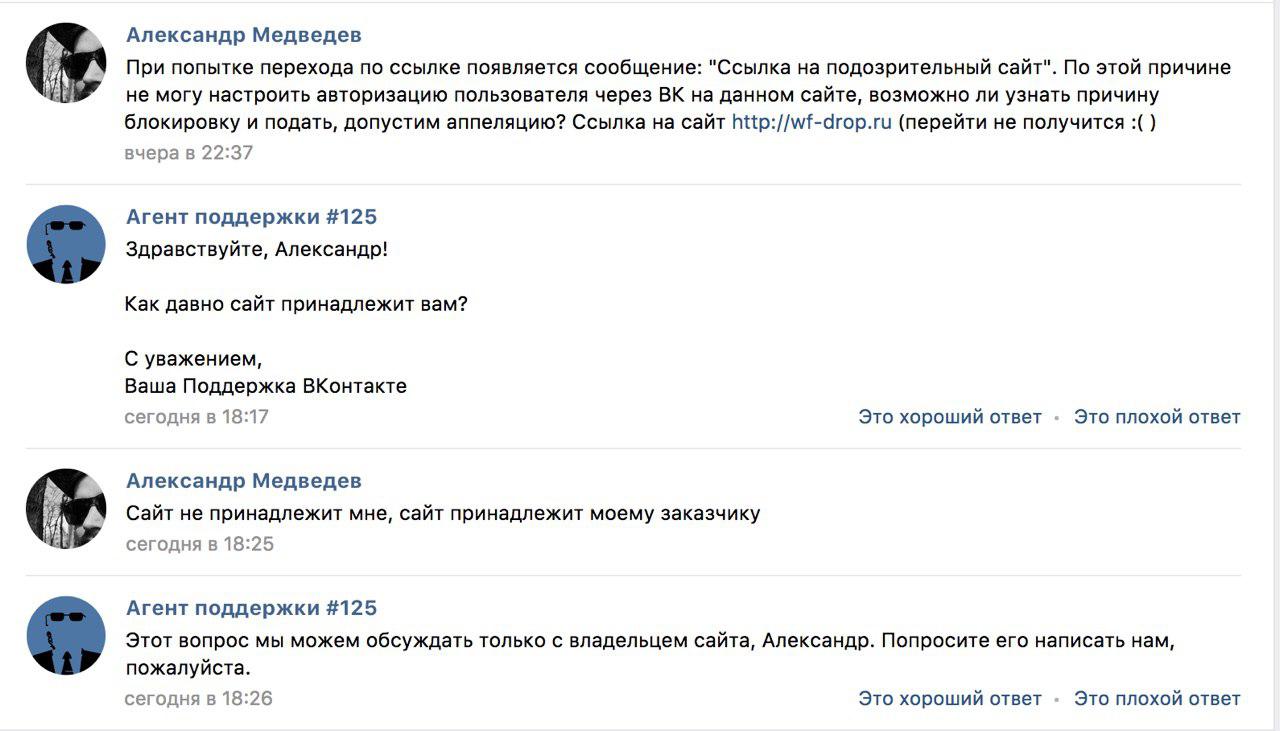 Александр Медведев
При попытке перехода по ссылке появляется сообщение: "Ссылка на подозрительный сайт". По этой причине
не могу настроить авторизацию пользователя через ВК на данном сайте, возможно ли узнать причину
блокировку и подать, допустим аппеляцию? Ссылка на сайт http://wf-drop.ru (перейти не получится :( )
вчера в 22:37
Агент поддержки #125
Здравствуйте, Александр!
Как давно сайт принадлежит вам?
С уважением,
Ваша Поддержка ВКонтакте
сегодня в 18:17
Это хороший ответ • Это плохой ответ
Александр Медведев
Сайт не принадлежит мне, сайт принадлежит моему заказчику
сегодня в 18:25
Агент поддержки #125
Этот вопрос мы можем обсуждать только с владельцем сайта, Александр. Попросите его написать нам,
пожалуйста.
сегодня в 18:26
Это хороший ответ • Это плохой ответ